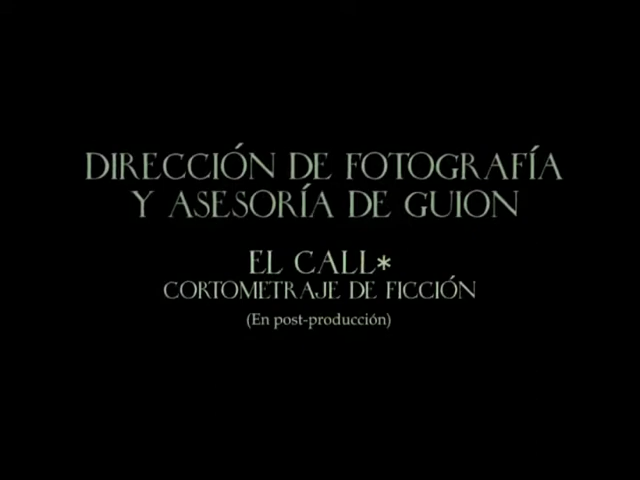 DIRECCIÓN DE FOTOGRAFÍA
Y ASESORÍA DE GUION
EL CALL*
CORTOMETRAJE DE FICCIÓN
(En post-producción)